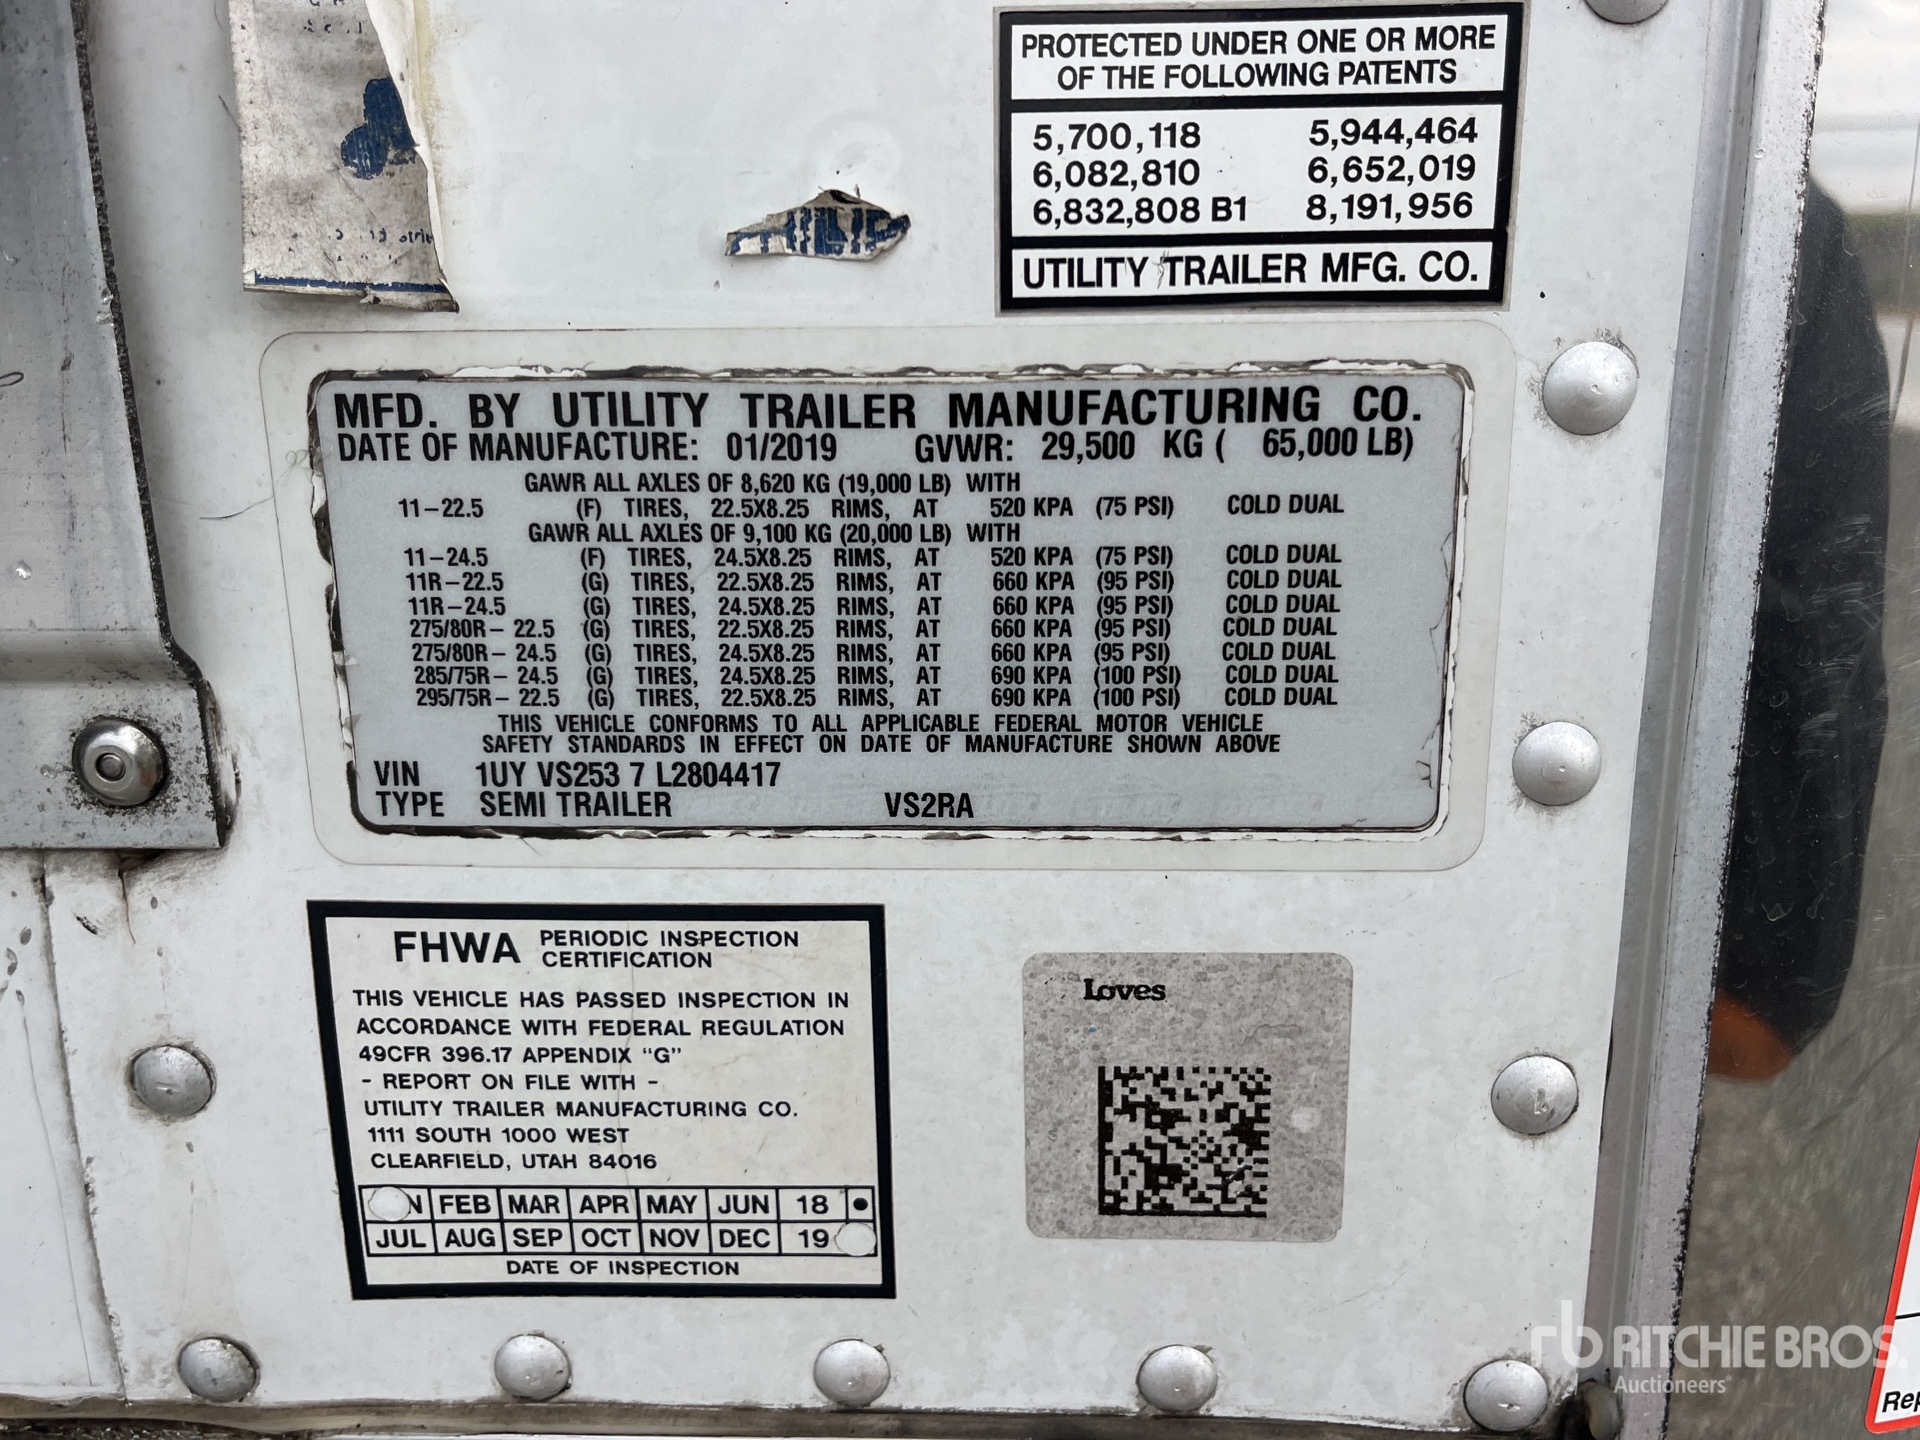 PROTECTED UNDER ONE OR MORE
OF THE FOLLOWING PATENTS
5,700,118 5,944,464
6,082,810 6,652,019
6,832,808 B1 8,191,956
UTILITY TRAILER MFG. CO.
MFD. BY UTILITY TRAILER MANUFACTURING CO.
DATE OF MANUFACTURE: 01/2019 GVWR: 29,500 KG ( 65,000 LB)
GAWR ALL AXLES OF 8,620 KG (19,000 LB) WITH
11-22.5 (F) TIRES, 22.5X8.25 RIMS, AT 520 KPA (75 PSI) COLD DUAL
GAWR ALL AXLES OF 9,100 KG (20,000 LB) WITH
11-24.5 (F) TIRES, 24.5X8.25 RIMS, AT 520 KPA (75 PSI) COLD DUAL
11R-22.5 (G) TIRES, 22.5X8.25 RIMS, AT 660 KPA (95 PSI) COLD DUAL
11R-24.5 (G) TIRES, 24.5X8.25 RIMS, AT 660 KPA (95 PSI) COLD DUAL
275/80R- 22.5 (G) TIRES, 22.5X8.25 RIMS, AT 660 KPA (95 PSI) COLD DUAL
275/80R- 24.5 (G) TIRES, 24.5X8.25 RIMS, AT 660 KPA (95 PSI) COLD DUAL
285/75R- 24.5 (G) TIRES, 24.5X8.25 RIMS, AT 690 KPA (100 PSI) COLD DUAL
295/75R- 22.5 (G) TIRES, 22.5X8.25 RIMS, AT 690 KPA (100 PSI) COLD DUAL
THIS VEHICLE CONFORMS TO ALL APPLICABLE FEDERAL MOTOR VEHICLE
SAFETY STANDARDS IN EFFECT ON DATE OF MANUFACTURE SHOWN ABOVE
VIN 1UY VS253 7 L2804417
TYPE SEMI TRAILER VS2RA
FHWA PERIODIC INSPECTION
CERTIFICATION
THIS VEHICLE HAS PASSED INSPECTION IN
ACCORDANCE WITH FEDERAL REGULATION
49CFR 396.17 APPENDIX "G"
- REPORT ON FILE WITH -
UTILITY TRAILER MANUFACTURING CO.
1111 SOUTH 1000 WEST
CLEARFIELD, UTAH 84016
N FEB MAR APR MAY JUN 18
JUL AUG SEP OCT NOV DEC 19
DATE OF INSPECTION
Loves
rb RITCHIE BROS.
Auctioneers
Rep